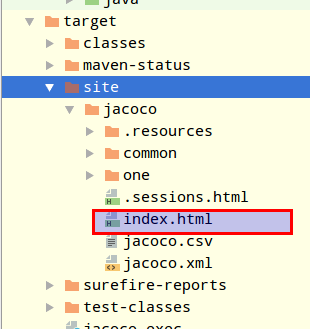 java
target
classes
maven-status
site
jacoco
.resources
common
one
.sessions.html
index.html
jacoco.csv
jacoco.xml
surefire-reports
test-classes
jacoco.exec